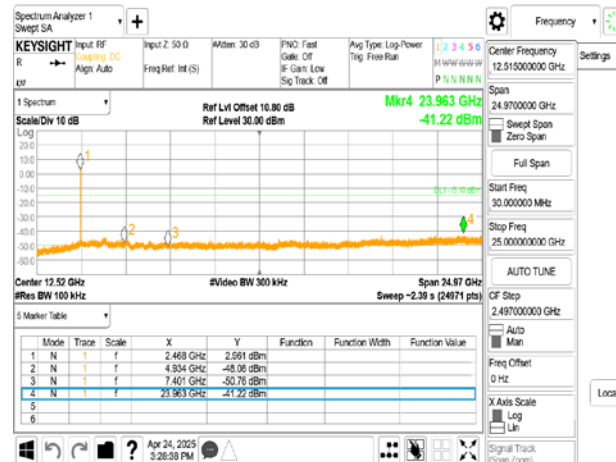 Spectrum Analyzer 1
Swept SA
+
Frequency
Settings
KEYSIGHT
Input: RF
Coupling: DC
Align: Auto
Input Z: 50 Ω
Freq Ref: Int (S)
#Atten: 30 dB
PNO: Fast
Gate: Off
IF Gain: Low
Sig Track: Off
Avg Type: Log-Power
Trig: Free Run
1 2 3 4 5 6
M W W W W W
P N N N N N
R
Center Frequency
12.515000000 GHz
Span
24.9700000 GHz
Swept Span
Zero Span
Full Span
Start Freq
30.000000 MHz
Stop Freq
25.000000000 GHz
AUTO TUNE
CF Step
2.497000000 GHz
Auto
Man
Freq Offset
0 Hz
X Axis Scale
Log
Lin
Signal Track
(Span Zoom)
Loca
1 Spectrum
Scale/Div 10 dB
Ref Lvl Offset 10.80 dB
Ref Level 30.00 dBm
Mkr4 23.963 GHz
-41.22 dBm
Log
20.0
10.0
0.00
-10.0
-20.0
-30.0
-40.0
-50.0
-60.0
1
2
3
4
Center 12.52 GHz
#Res BW 100 kHz
#Video BW 300 kHz
Span 24.97 GHz
Sweep ~2.39 s (24971 pts)
5 Marker Table
Mode Trace Scale X Y Function Function Width Function Value
1 N 1 f 2.468 GHz 2.961 dBm
2 N 1 f 4.934 GHz -48.08 dBm
3 N 1 f 7.401 GHz -50.76 dBm
4 N 1 f 23.963 GHz -41.22 dBm
5
6
?
Apr 24, 2025
3:28:38 PM